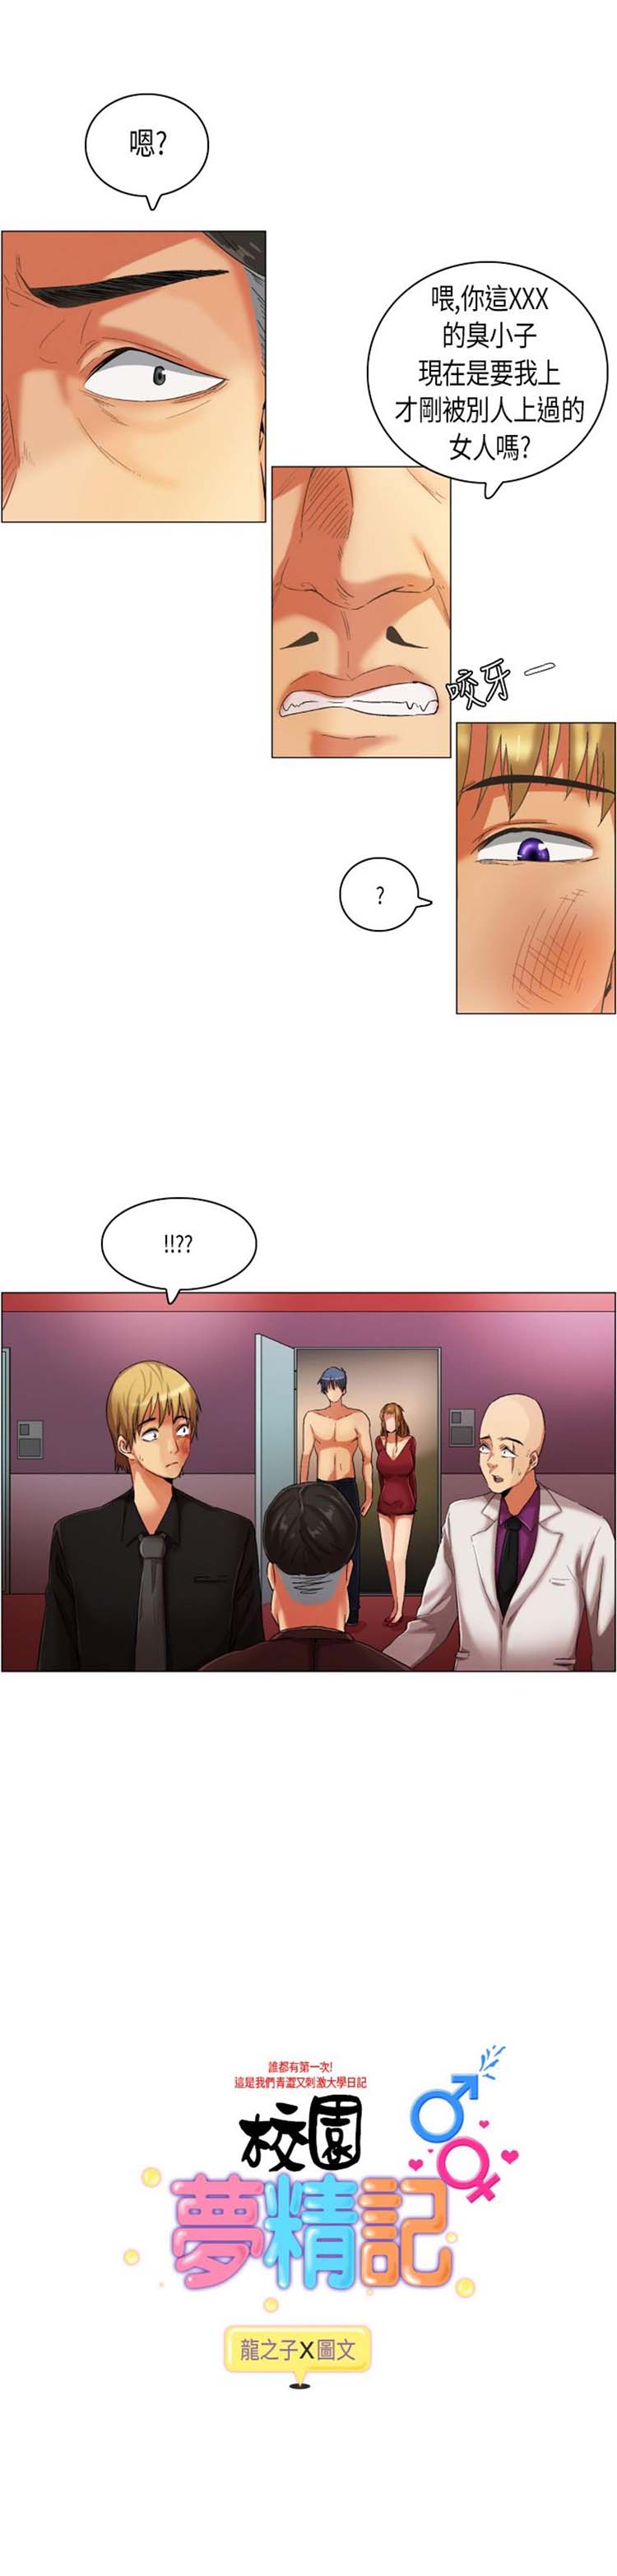 嗯?
喂,你這XXX
的臭小子
現在是要我上
才剛被別人上過的
女人嗎?
咬牙
?
!!??
誰都有第一次!
這是我們青澀又刺激大學日記
校園
夢精記
龍之子X圖文